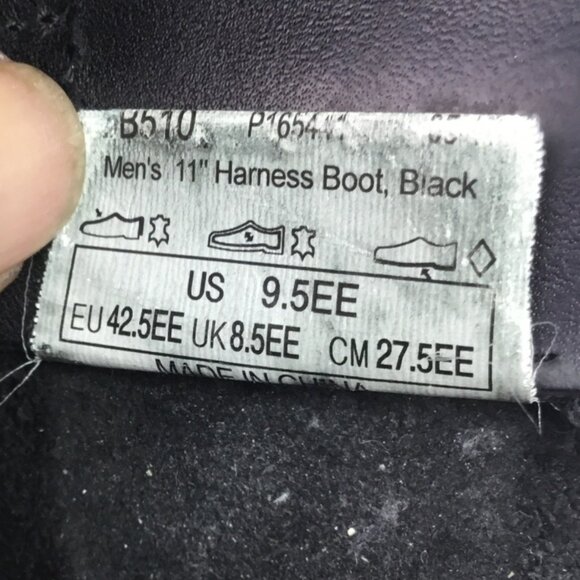 B510
Men's 11" Harness Boot, Black
US 9.5EE
EU 42.5EE UK 8.5EE CM 27.5EE
MADE IN CHINA